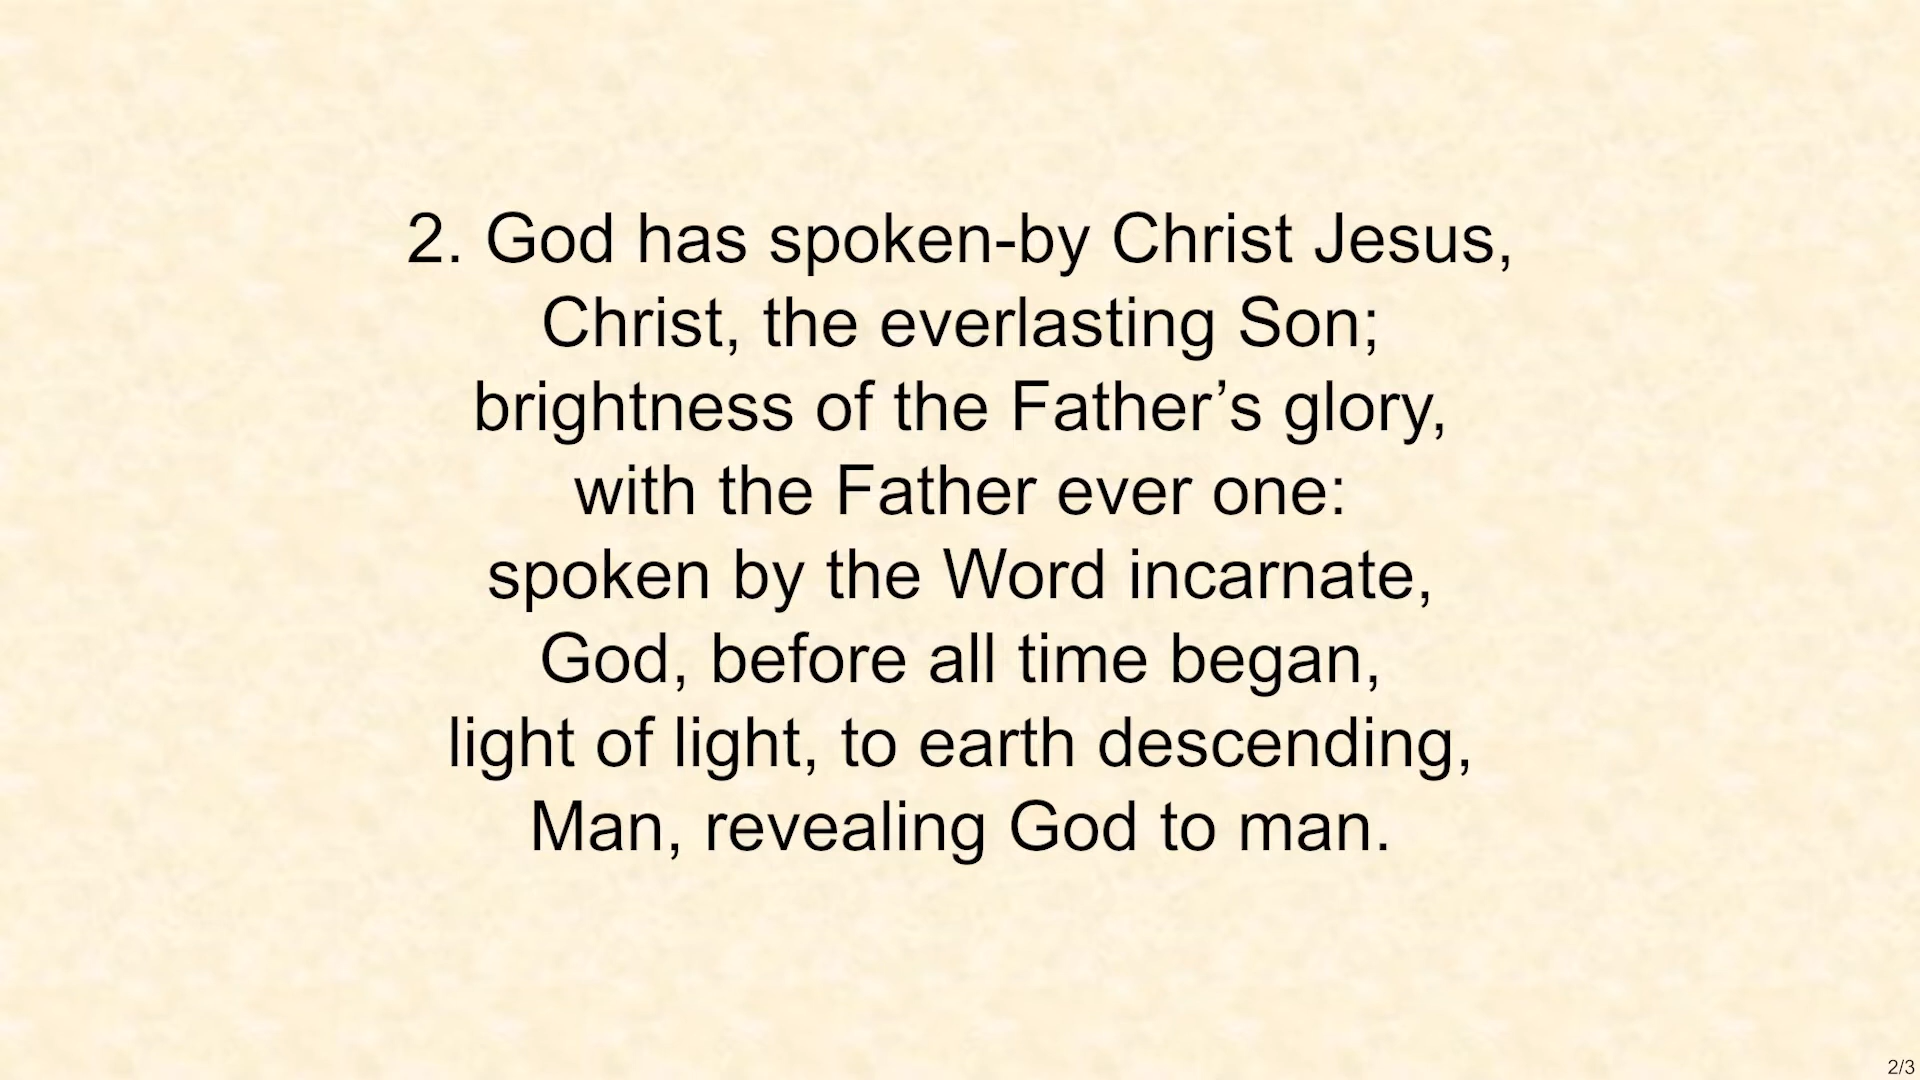 2. God has spoken-by Christ Jesus,
Christ, the everlasting Son;
brightness of the Father’s glory,
with the Father ever one:
spoken by the Word incarnate,
God, before all time began,
light of light, to earth descending,
Man, revealing God to man.
2/3